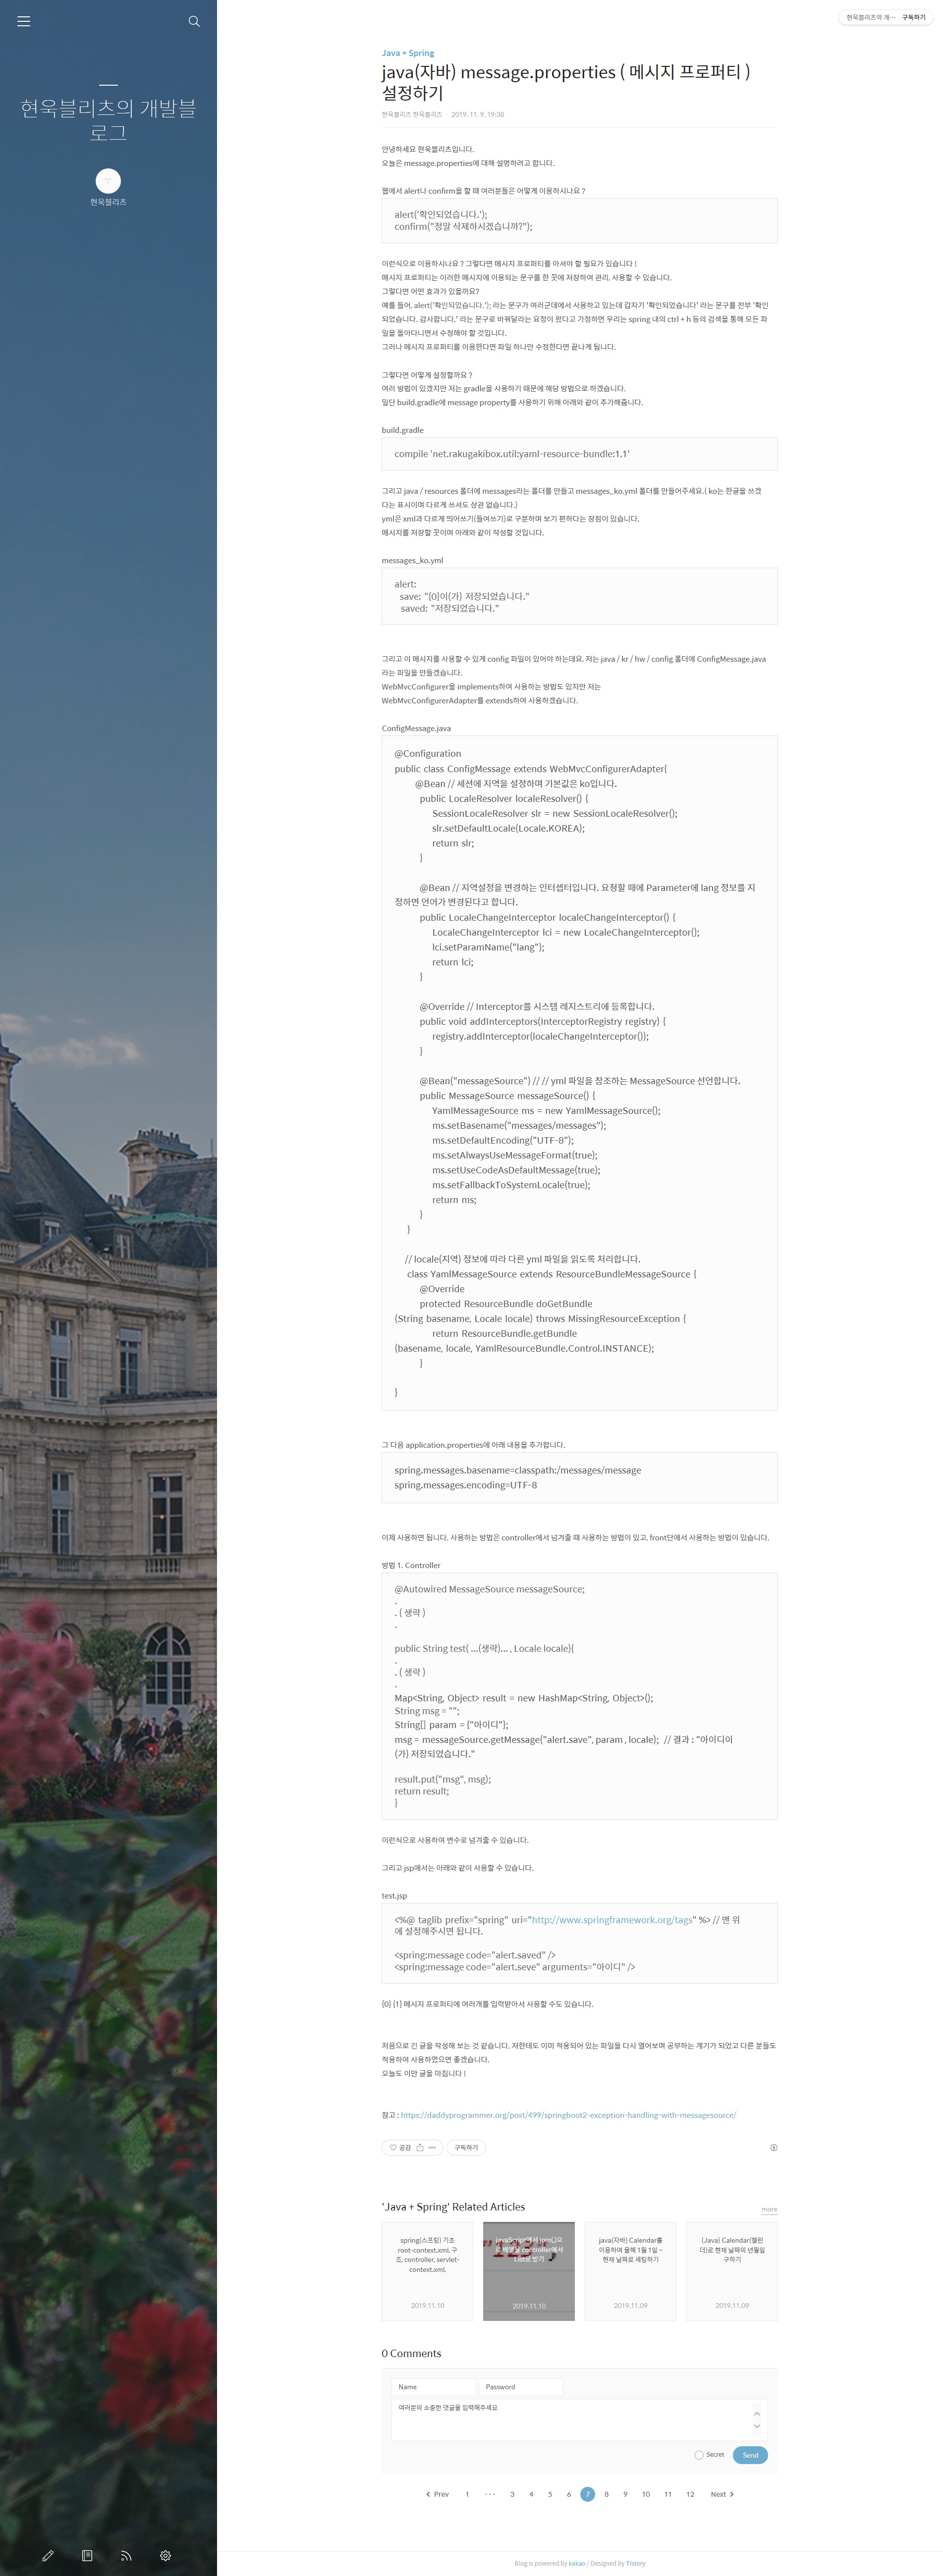 현욱블리츠의 개발블
로그
현욱블리츠
현욱블리츠의 개… 구독하기
Java + Spring
java(자바) message.properties ( 메시지 프로퍼티 )
설정하기
현욱블리츠 현욱블리츠 2019. 11. 9. 19:38
안녕하세요 현욱블리츠입니다.
오늘은 message.properties에 대해 설명하려고 합니다.
웹에서 alert나 confirm을 할 때 여러분들은 어떻게 이용하시나요 ?
alert('확인되었습니다.');
confirm("정말 삭제하시겠습니까?");
이런식으로 이용하시나요 ? 그렇다면 메시지 프로퍼티를 아셔야 할 필요가 있습니다 !
메시지 프로퍼티는 이러한 메시지에 이용되는 문구를 한 곳에 저장하여 관리, 사용할 수 있습니다.
그렇다면 어떤 효과가 있을까요?
예를 들어, alert('확인되었습니다.'); 라는 문구가 여러군데에서 사용하고 있는데 갑자기 '확인되었습니다' 라는 문구를 전부 '확인
되었습니다. 감사합니다.' 라는 문구로 바꿔달라는 요청이 왔다고 가정하면 우리는 spring 내의 ctrl + h 등의 검색을 통해 모든 파
일을 돌아다니면서 수정해야 할 것입니다.
그러나 메시지 프로퍼티를 이용한다면 파일 하나만 수정한다면 끝나게 됩니다.
그렇다면 어떻게 설정할까요 ?
여러 방법이 있겠지만 저는 gradle을 사용하기 때문에 해당 방법으로 하겠습니다.
일단 build.gradle에 message property를 사용하기 위해 아래와 같이 추가해줍니다.
build.gradle
compile 'net.rakugakibox.util:yaml-resource-bundle:1.1'
그리고 java / resources 폴더에 messages라는 폴더를 만들고 messages_ko.yml 폴더를 만들어주세요.( ko는 한글을 쓰겠
다는 표시이며 다르게 쓰셔도 상관 없습니다.)
yml은 xml과 다르게 띄어쓰기(들여쓰기)로 구분하며 보기 편하다는 장점이 있습니다.
메시지를 저장할 곳이며 아래와 같이 작성할 것입니다.
messages_ko.yml
alert:
save: "{0}이(가) 저장되었습니다."
saved: "저장되었습니다."
그리고 이 메시지를 사용할 수 있게 config 파일이 있어야 하는데요, 저는 java / kr / hw / config 폴더에 ConfigMessage.java
라는 파일을 만들겠습니다.
WebMvcConfigurer을 implements하여 사용하는 방법도 있지만 저는
WebMvcConfigurerAdapter를 extends하여 사용하겠습니다.
ConfigMessage.java
@Configuration
public class ConfigMessage extends WebMvcConfigurerAdapter{
@Bean // 세션에 지역을 설정하며 기본값은 ko입니다.
public LocaleResolver localeResolver() {
SessionLocaleResolver slr = new SessionLocaleResolver();
slr.setDefaultLocale(Locale.KOREA);
return slr;
}
@Bean // 지역설정을 변경하는 인터셉터입니다. 요청할 때에 Parameter에 lang 정보를 지
정하면 언어가 변경된다고 합니다.
public LocaleChangeInterceptor localeChangeInterceptor() {
LocaleChangeInterceptor lci = new LocaleChangeInterceptor();
lci.setParamName("lang");
return lci;
}
@Override // Interceptor를 시스템 레지스트리에 등록합니다.
public void addInterceptors(InterceptorRegistry registry) {
registry.addInterceptor(localeChangeInterceptor());
}
@Bean("messageSource") // // yml 파일을 참조하는 MessageSource 선언합니다.
public MessageSource messageSource() {
YamlMessageSource ms = new YamlMessageSource();
ms.setBasename("messages/messages");
ms.setDefaultEncoding("UTF-8");
ms.setAlwaysUseMessageFormat(true);
ms.setUseCodeAsDefaultMessage(true);
ms.setFallbackToSystemLocale(true);
return ms;
}
}
// locale(지역) 정보에 따라 다른 yml 파일을 읽도록 처리합니다.
class YamlMessageSource extends ResourceBundleMessageSource {
@Override
protected ResourceBundle doGetBundle
(String basename, Locale locale) throws MissingResourceException {
return ResourceBundle.getBundle
(basename, locale, YamlResourceBundle.Control.INSTANCE);
}
}
그 다음 application.properties에 아래 내용을 추가합니다.
spring.messages.basename=classpath:/messages/message
spring.messages.encoding=UTF-8
이제 사용하면 됩니다. 사용하는 방법은 controller에서 넘겨줄 때 사용하는 방법이 있고, front단에서 사용하는 방법이 있습니다.
방법 1. Controller
@Autowired MessageSource messageSource;
.
. ( 생략 )
.
public String test( ...(생략)... , Locale locale){
.
. ( 생략 )
.
Map<String, Object> result = new HashMap<String, Object>();
String msg = "";
String[] param = {"아이디"};
msg = messageSource.getMessage("alert.save", param , locale); // 결과 : "아이디이
(가) 저장되었습니다."
result.put("msg", msg);
return result;
}
이런식으로 사용하여 변수로 넘겨줄 수 있습니다.
그리고 jsp에서는 아래와 같이 사용할 수 있습니다.
test.jsp
<%@ taglib prefix="spring" uri="http://www.springframework.org/tags" %> // 맨 위
에 설정해주시면 됩니다.
<spring:message code="alert.saved" />
<spring:message code="alert.seve" arguments="아이디" />
{0} {1} 메시지 프로퍼티에 여러개를 입력받아서 사용할 수도 있습니다.
처음으로 긴 글을 작성해 보는 것 같습니다. 저한테도 이미 적용되어 있는 파일을 다시 열어보며 공부하는 계기가 되었고 다른 분들도
적용하여 사용하였으면 좋겠습니다.
오늘도 이만 글을 마칩니다 !
참고 : https://daddyprogrammer.org/post/499/springboot2-exception-handling-with-messagesource/
공감 구독하기
'Java + Spring' Related Articles
more
spring(스프링) 기초
root-context.xml, 구
조, controller, servlet-
context.xml,
2019.11.10
javaScript에서 join()으
로 배열을 controller에서
List로 받기
2019.11.10
java(자바) Calendar를
이용하여 올해 1월 1일 ~
현재 날짜로 세팅하기
2019.11.09
(Java) Calendar(캘린
더)로 현재 날짜의 년월일
구하기
2019.11.09
0 Comments
Name Password
여러분의 소중한 댓글을 입력해주세요
Secret Send
Prev 1 ··· 3 4 5 6 7 8 9 10 11 12 Next
Blog is powered by kakao / Designed by Tistory